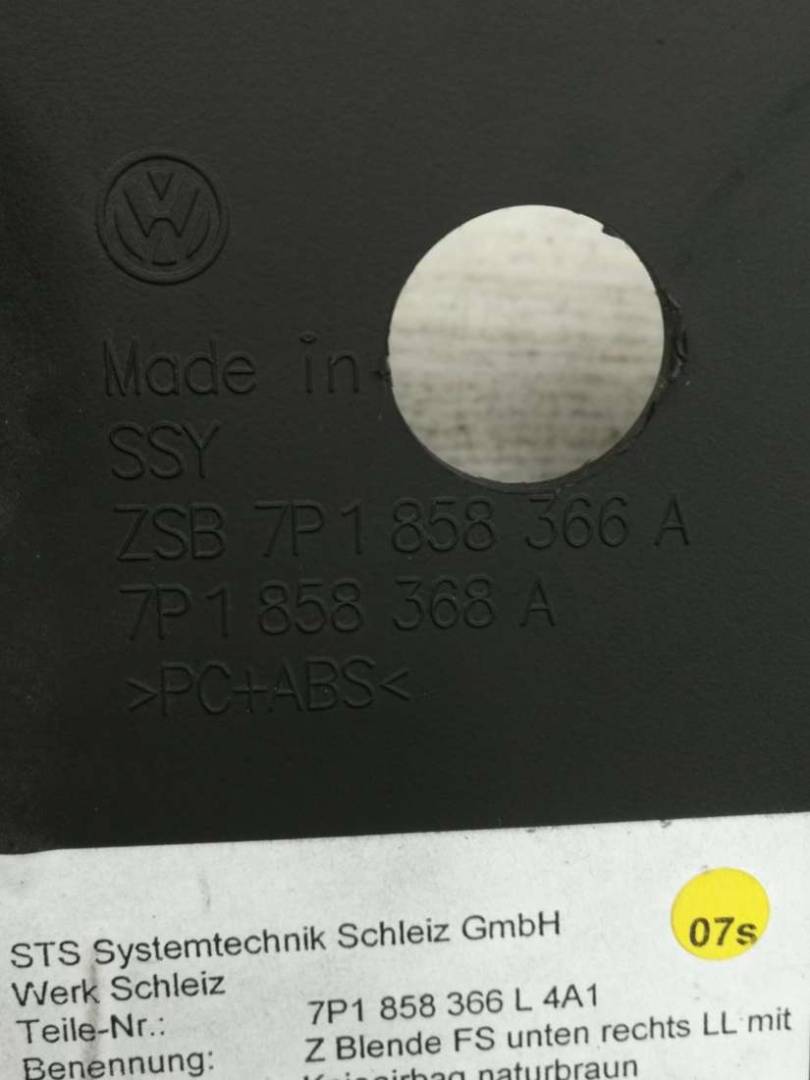 Made in
SSY
ZSB 7P1 858 366 A
7P1 858 368 A
>PC+ABS<
STS Systemtechnik Schleiz GmbH
07s
Werk Schleiz
Teile-Nr.: 7P1 858 366 L 4A1
Benennung: Z Blende FS unten rechts LL mit
naturbraun